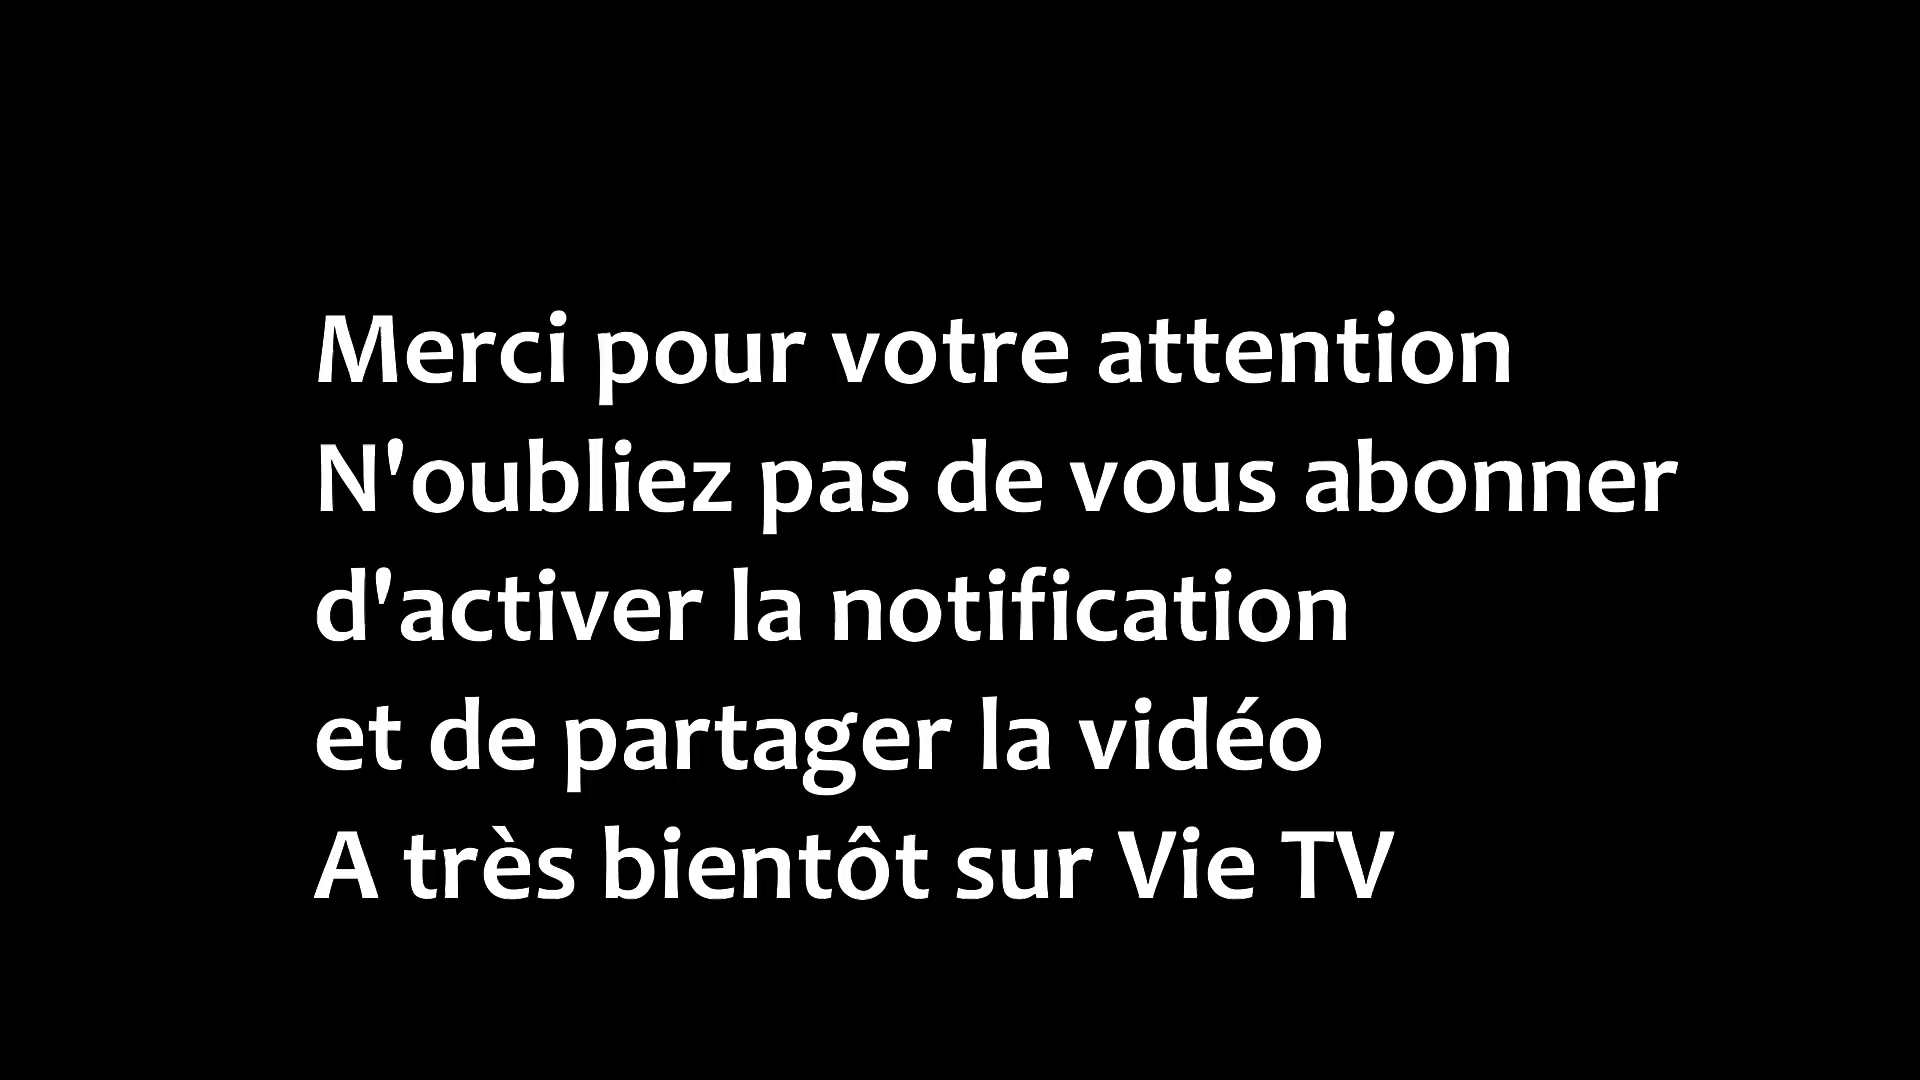 Merci pour votre attention
N'oubliez pas de vous abonner
d'activer la notification
et de partager la vidéo
A très bientôt sur Vie TV